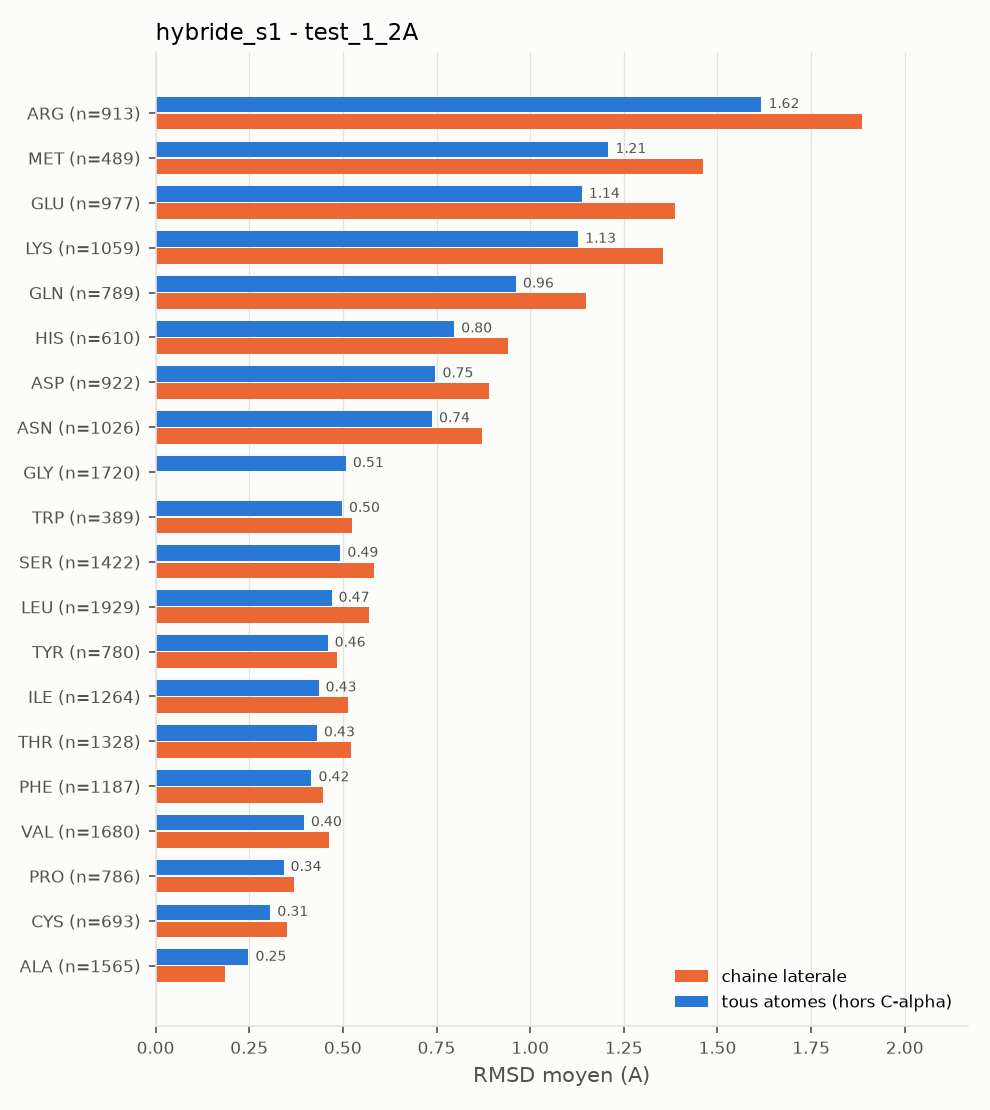 hybride_s1 - test_1_2A
ARG (n=913) 1.62
MET (n=489) 1.21
GLU (n=977) 1.14
LYS (n=1059) 1.13
GLN (n=789) 0.96
HIS (n=610) 0.80
ASP (n=922) 0.75
ASN (n=1026) 0.74
GLY (n=1720) 0.51
TRP (n=389) 0.50
SER (n=1422) 0.49
LEU (n=1929) 0.47
TYR (n=780) 0.46
ILE (n=1264) 0.43
THR (n=1328) 0.43
PHE (n=1187) 0.42
VAL (n=1680) 0.40
PRO (n=786) 0.34
CYS (n=693) 0.31
ALA (n=1565) 0.25
chaine laterale
tous atomes (hors C-alpha)
0.00 0.25 0.50 0.75 1.00 1.25 1.50 1.75 2.00
RMSD moyen (A)